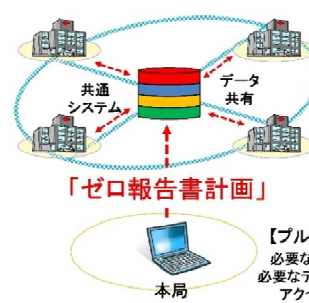 共通
システム
データ
共有
「ゼロ報告書計画」
本局
【プル
必要な
必要なデ
アク